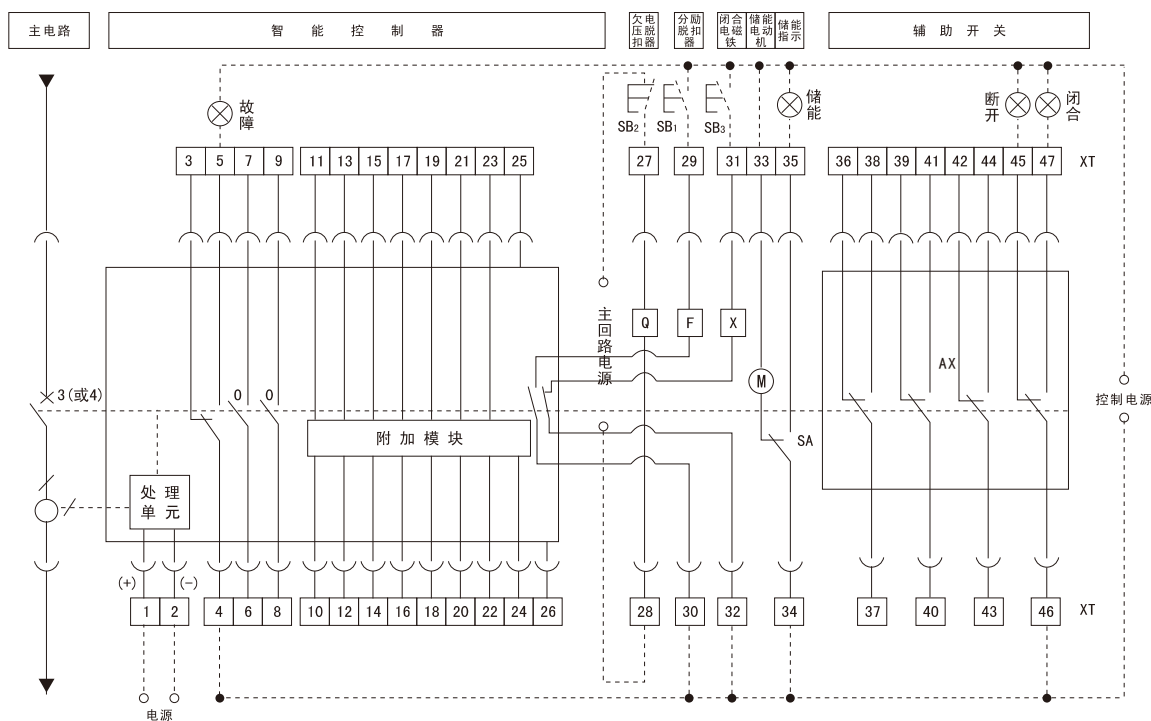 主电路
智能控制器
欠电
压脱
扣器
分励
脱扣
器
闭合
电磁
铁
储能
电动
机
储能
指示
辅助开关
故
障
SB₂
SB₁
SB₃
储
能
断
开
闭
合
3 5 7 9 11 13 15 17 19 21 23 25 27 29 31 33 35 36 38 39 41 42 44 45 47 XT
主回路电源
Q F X
M
AX
3(或4)
0 0
控制电源
附加模块
SA
处理
单元
(+) (-)
1 2 4 6 8 10 12 14 16 18 20 22 24 26 28 30 32 34 37 40 43 46 XT
电源